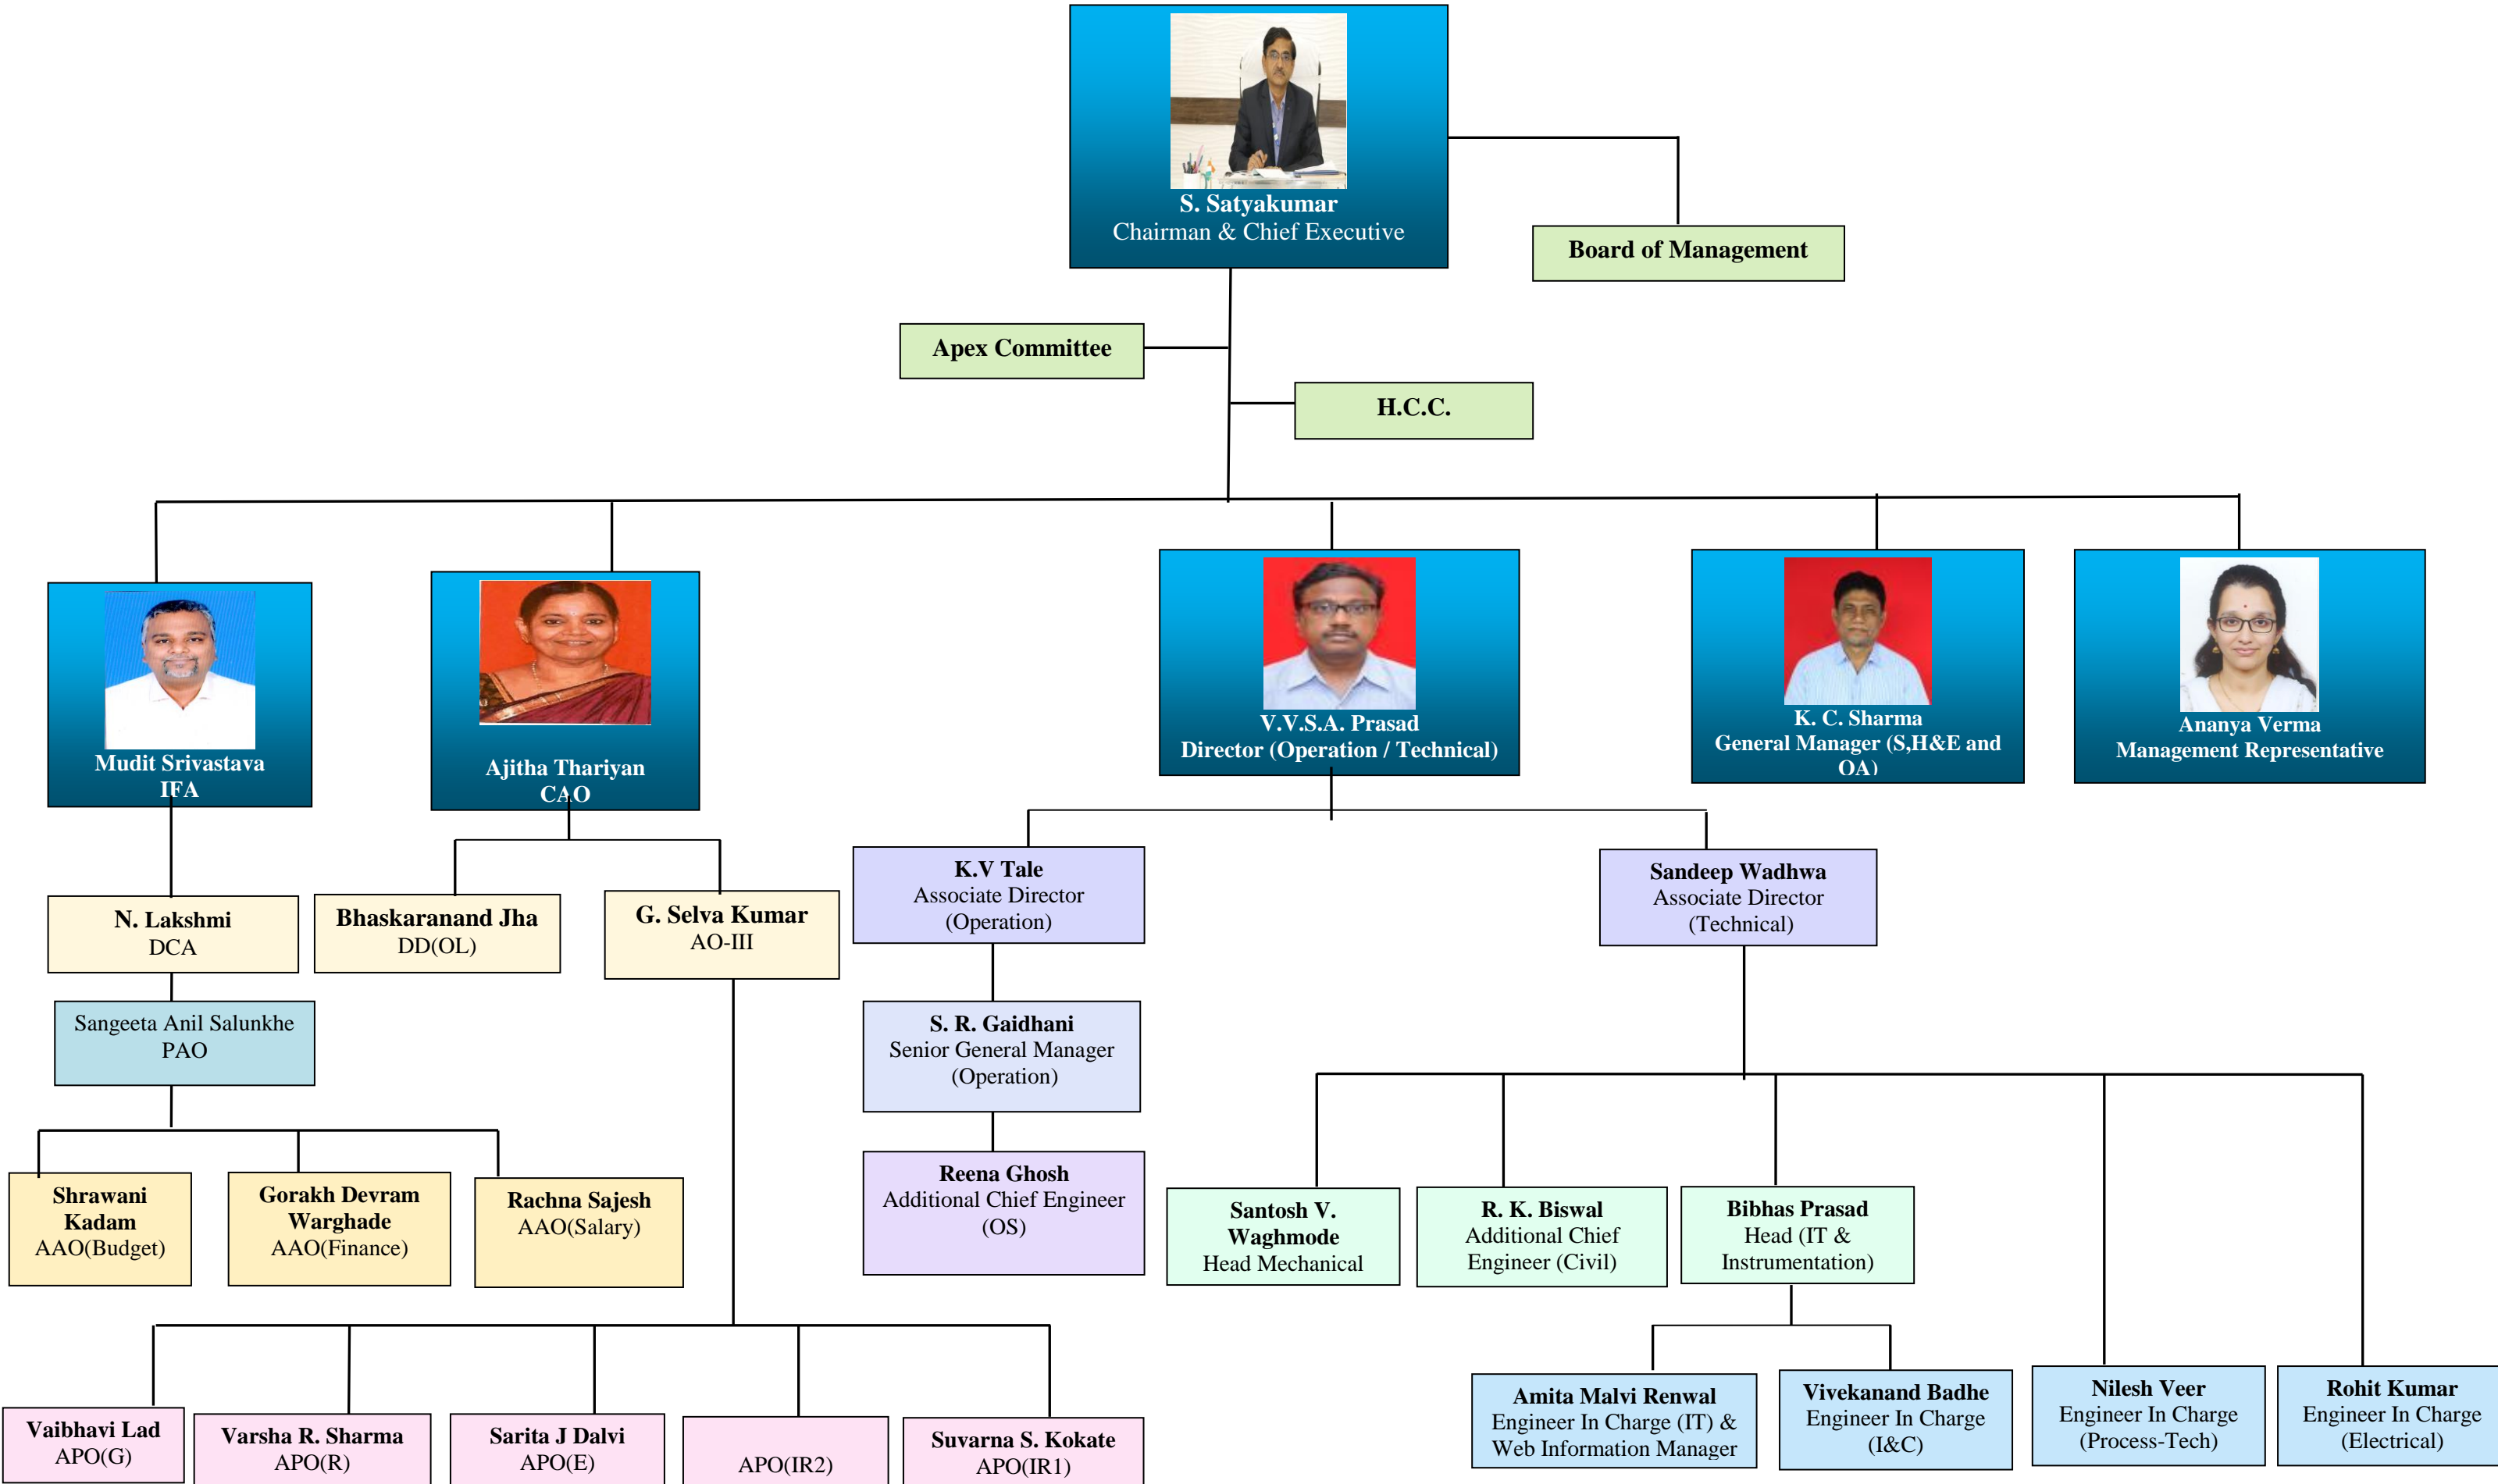 S. Satyakumar
Chairman & Chief Executive
Board of Management
Apex Committee
H.C.C.
Mudit Srivastava
IFA
Ajitha Thariyan
CAO
V.V.S.A. Prasad
Director (Operation / Technical)
K. C. Sharma
General Manager (S,H&E and
OA)
Ananya Verma
Management Representative
N. Lakshmi
DCA
Bhaskaranand Jha
DD(OL)
G. Selva Kumar
AO-III
K.V Tale
Associate Director
(Operation)
Sandeep Wadhwa
Associate Director
(Technical)
Sangeeta Anil Salunkhe
PAO
S. R. Gaidhani
Senior General Manager
(Operation)
Shrawani
Kadam
AAO(Budget)
Gorakh Devram
Warghade
AAO(Finance)
Rachna Sajesh
AAO(Salary)
Reena Ghosh
Additional Chief Engineer
(OS)
Santosh V.
Waghmode
Head Mechanical
R. K. Biswal
Additional Chief
Engineer (Civil)
Bibhas Prasad
Head (IT &
Instrumentation)
Vaibhavi Lad
APO(G)
Varsha R. Sharma
APO(R)
Sarita J Dalvi
APO(E)
APO(IR2)
Suvarna S. Kokate
APO(IR1)
Amita Malvi Renwal
Engineer In Charge (IT) &
Web Information Manager
Vivekanand Badhe
Engineer In Charge
(I&C)
Nilesh Veer
Engineer In Charge
(Process-Tech)
Rohit Kumar
Engineer In Charge
(Electrical)